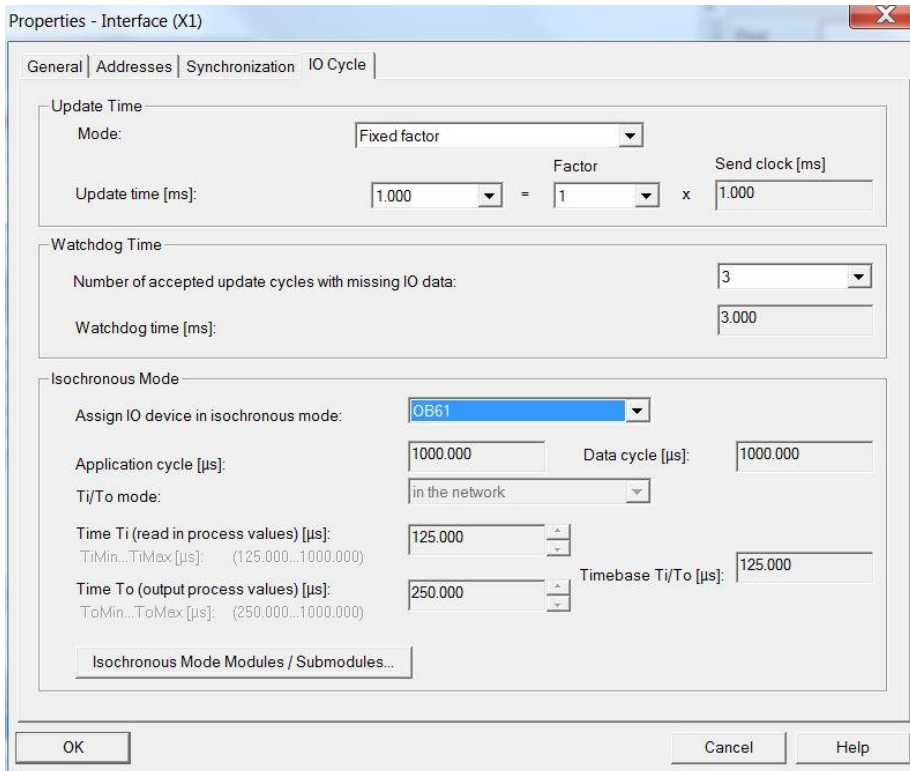 Properties - Interface (X1)
General Addresses Synchronization IO Cycle
Update Time
Mode: Fixed factor
Factor Send clock [ms]
Update time [ms]: 1.000 = 1 x 1.000
Watchdog Time
Number of accepted update cycles with missing IO data: 3
Watchdog time [ms]: 3.000
Isochronous Mode
Assign IO device in isochronous mode: OB61
Application cycle [µs]: 1000.000 Data cycle [µs]: 1000.000
Ti/To mode: in the network
Time Ti (read in process values) [µs]: 125.000
TiMin...TiMax [µs]: (125.000...1000.000)
Timebase Ti/To [µs]: 125.000
Time To (output process values) [µs]: 250.000
ToMin...ToMax [µs]: (250.000...1000.000)
Isochronous Mode Modules / Submodules...
OK Cancel Help